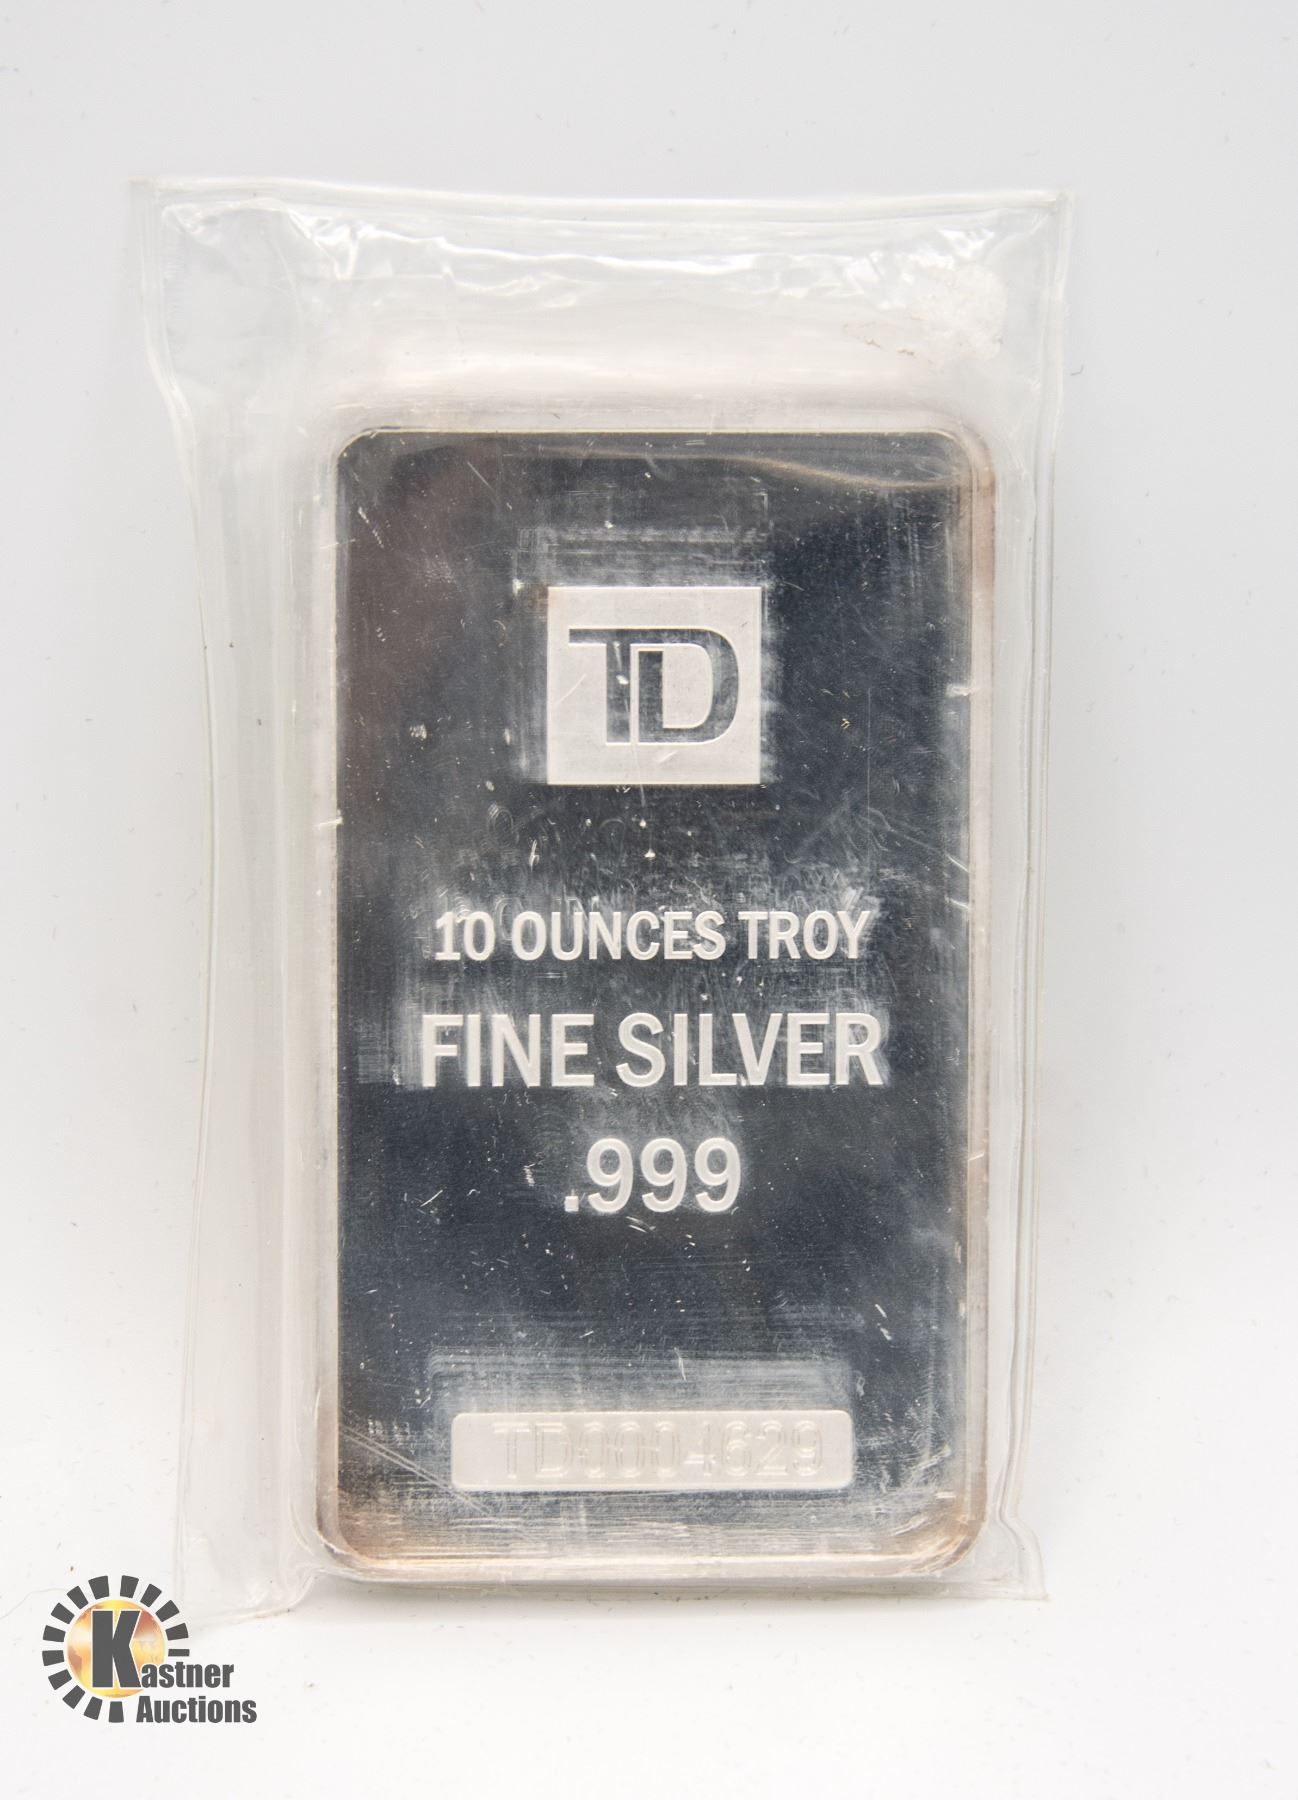 TD
10 OUNCES TROY
FINE SILVER
.999
TD0004629
Kastner
Auctions